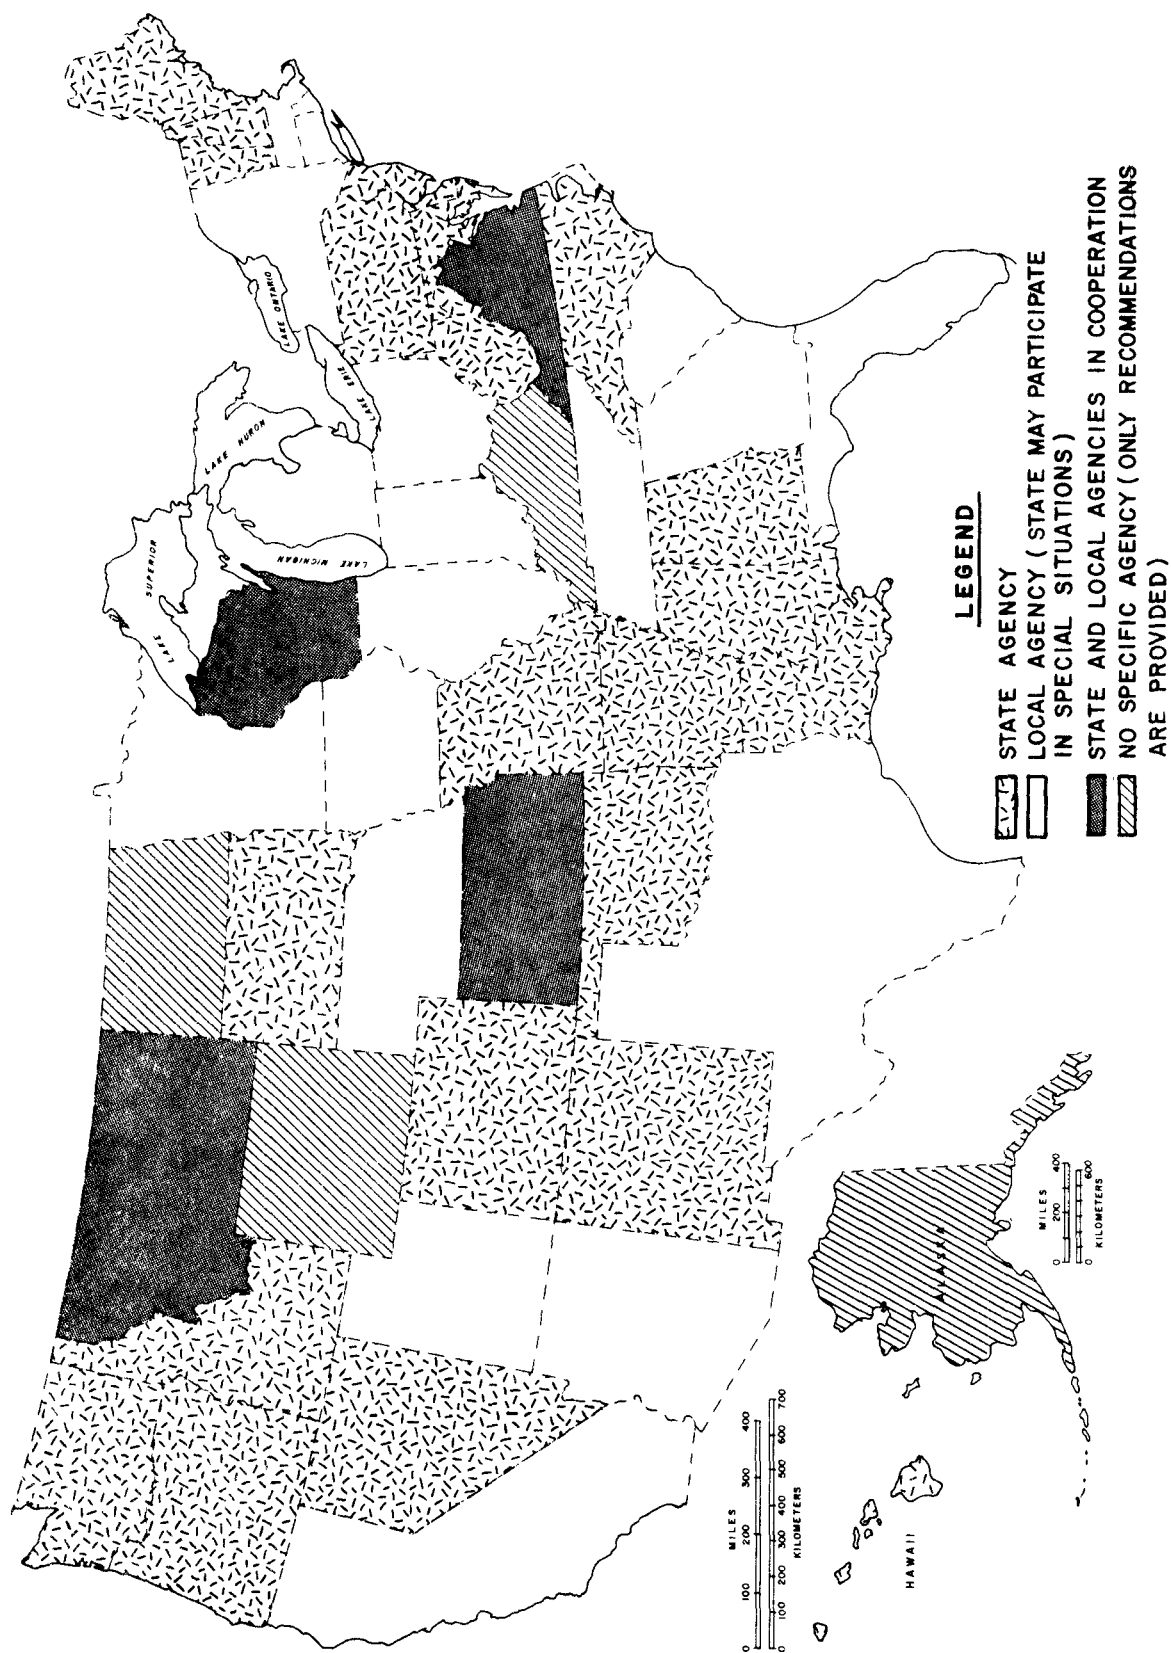 LAKE SUPERIOR
LAKE MICHIGAN
LAKE HURON
LAKE ERIE
LAKE ONTARIO
LEGEND
STATE AGENCY
LOCAL AGENCY (STATE MAY PARTICIPATE
IN SPECIAL SITUATIONS)
STATE AND LOCAL AGENCIES IN COOPERATION
NO SPECIFIC AGENCY (ONLY RECOMMENDATIONS
ARE PROVIDED)
MILES
0 100 200 300 400
0 100 200 300 400 500 600 700
KILOMETERS
HAWAII
ALASKA
MILES
0 200 400
0 600
KILOMETERS